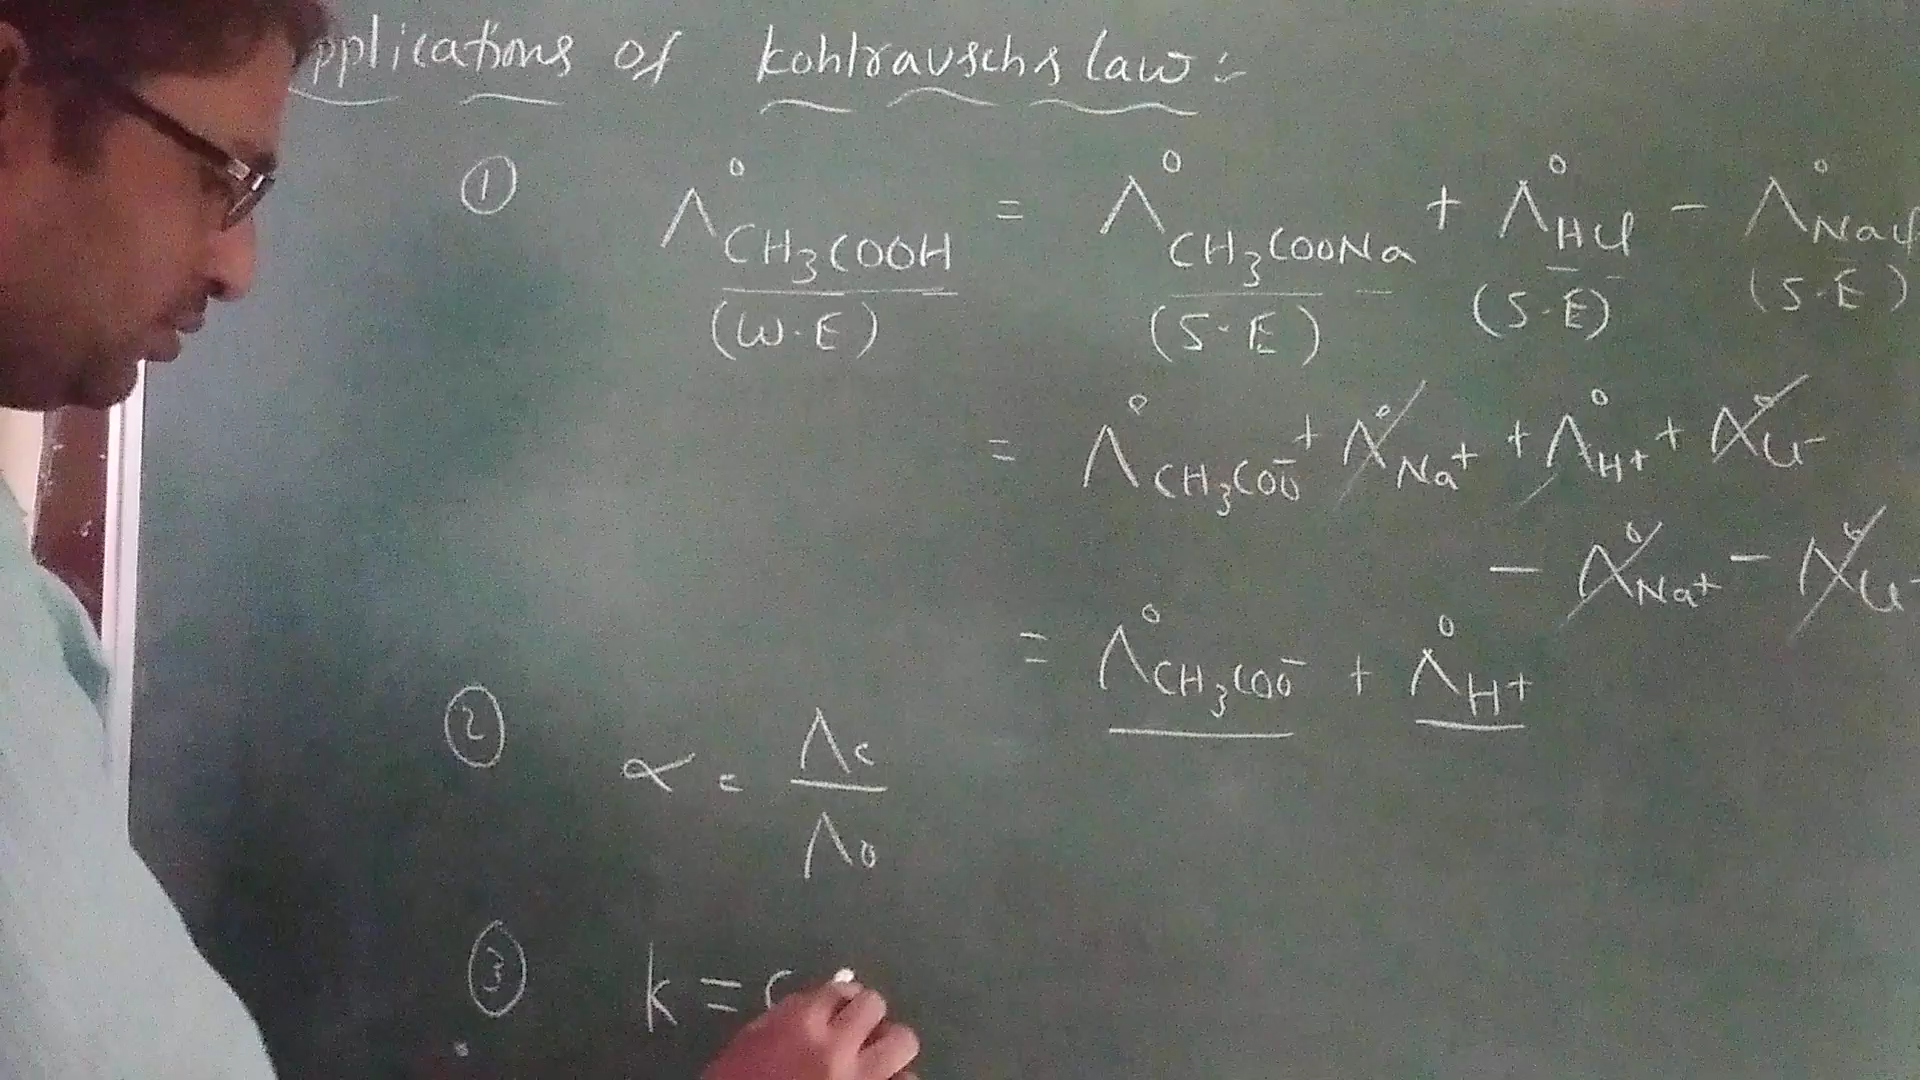 pplications of kohlrauschs law :-
① Λ° CH3COOH = Λ° CH3COONa + Λ° HCl - Λ° NaCl
(W.E) (S.E) (S.E) (S.E)
= Λ° CH3COO- + Λ° Na+ + Λ° H+ + Λ° Cl-
- Λ° Na+ - Λ° Cl-
= Λ° CH3COO- + Λ° H+
② α = Λc / Λ0
③ k = C